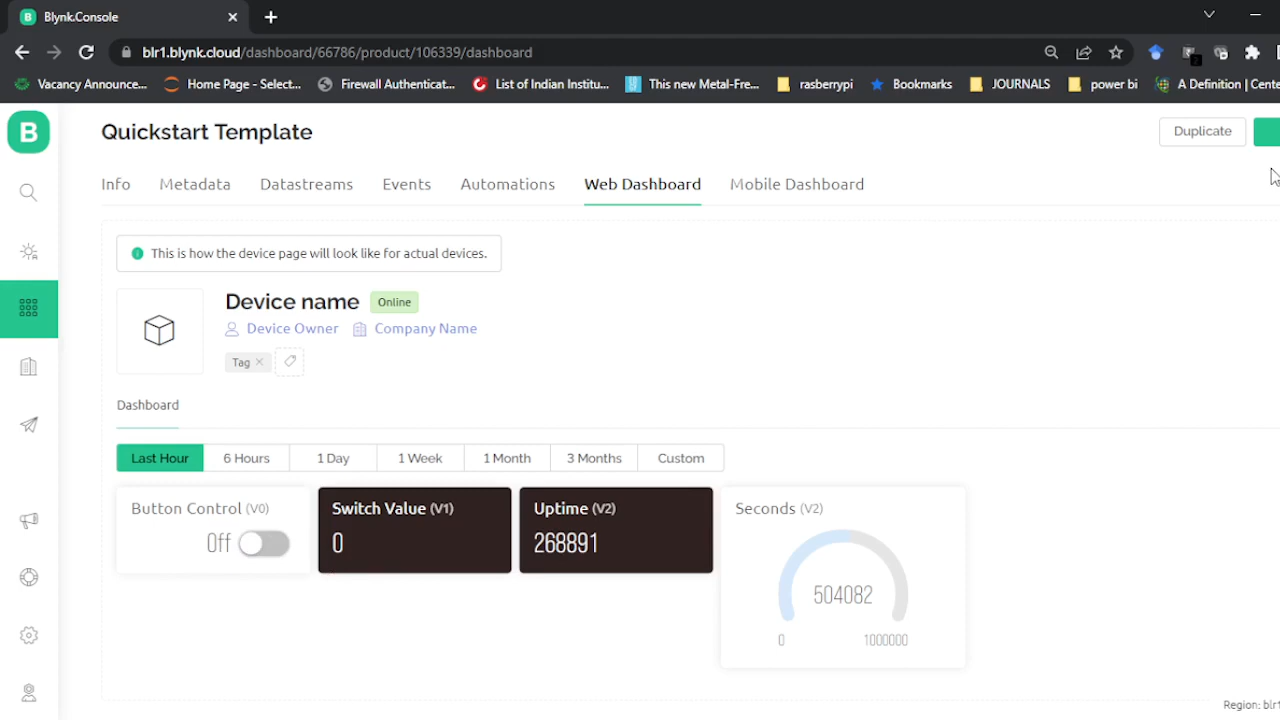 Blynk.Console
blr1.blynk.cloud/dashboard/66786/product/106339/dashboard
Vacancy Announce... Home Page - Select... Firewall Authenticat... List of Indian Institu... This new Metal-Fre... rasberrypi Bookmarks JOURNALS power bi A Definition | Cente
B Quickstart Template Duplicate
Info Metadata Datastreams Events Automations Web Dashboard Mobile Dashboard
This is how the device page will look like for actual devices.
Device name Online
Device Owner Company Name
Tag
Dashboard
Last Hour 6 Hours 1 Day 1 Week 1 Month 3 Months Custom
Button Control (V0) Switch Value (V1) Uptime (V2) Seconds (V2)
Off 0 268891
504082
0 1000000
Region: blr1